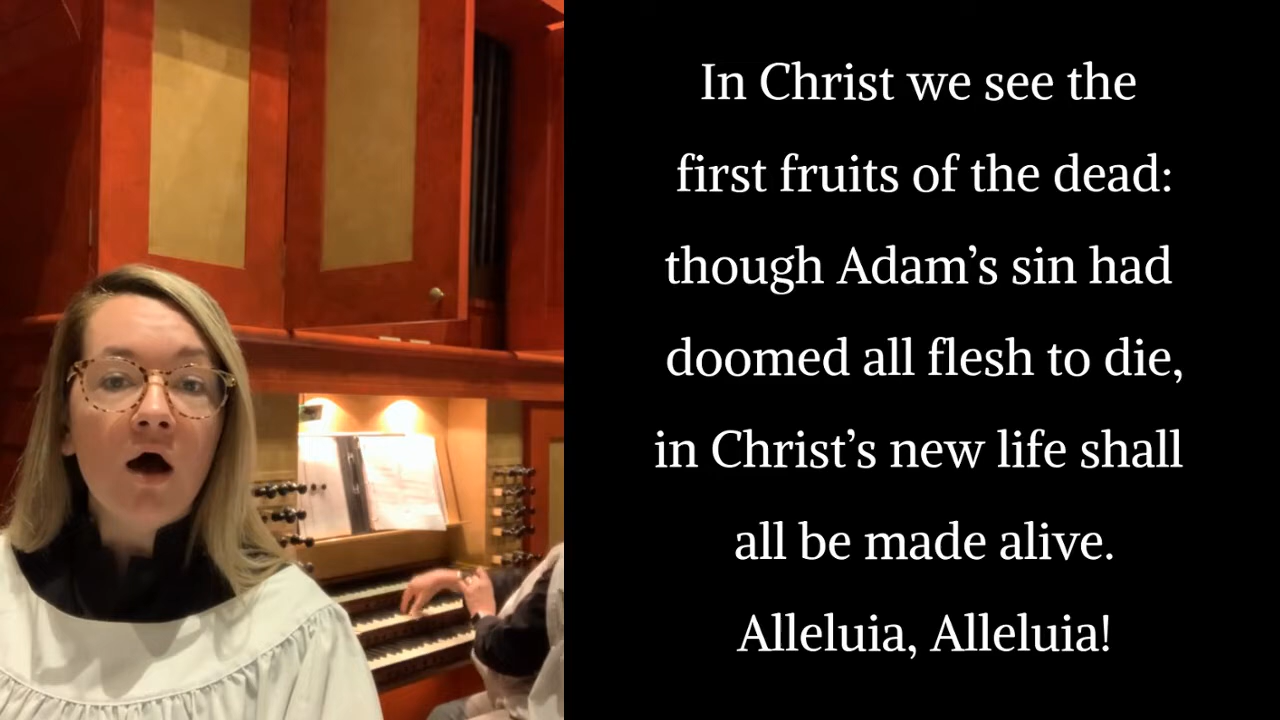 In Christ we see the
first fruits of the dead:
though Adam’s sin had
doomed all flesh to die,
in Christ’s new life shall
all be made alive.
Alleluia, Alleluia!